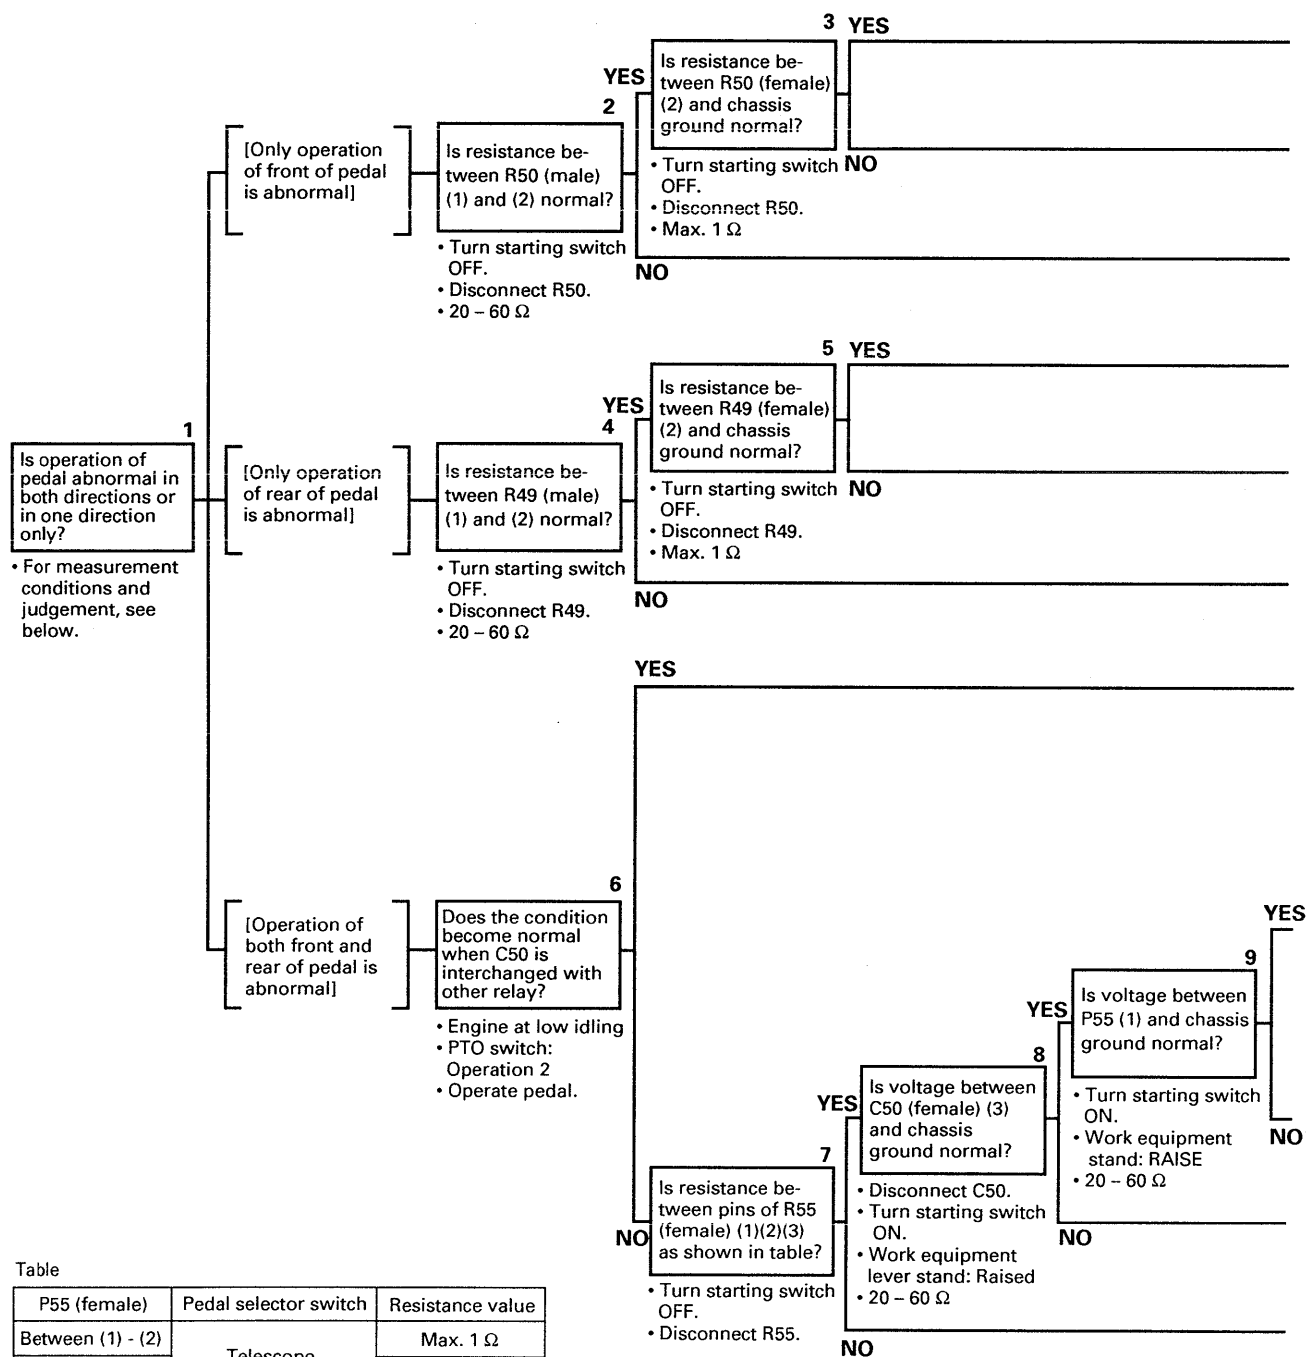 1
Is operation of
pedal abnormal in
both directions or
in one direction
only?
• For measurement
conditions and
judgement, see
below.
[Only operation
of front of pedal
is abnormal]
2
Is resistance be-
tween R50 (male)
(1) and (2) normal?
• Turn starting switch
OFF.
• Disconnect R50.
• 20 – 60 Ω
YES
3
Is resistance be-
tween R50 (female)
(2) and chassis
ground normal?
• Turn starting switch
OFF.
• Disconnect R50.
• Max. 1 Ω
YES
NO
NO
[Only operation
of rear of pedal
is abnormal]
4
Is resistance be-
tween R49 (male)
(1) and (2) normal?
• Turn starting switch
OFF.
• Disconnect R49.
• 20 – 60 Ω
YES
5
Is resistance be-
tween R49 (female)
(2) and chassis
ground normal?
• Turn starting switch
OFF.
• Disconnect R49.
• Max. 1 Ω
YES
NO
NO
[Operation of
both front and
rear of pedal is
abnormal]
6
Does the condition
become normal
when C50 is
interchanged with
other relay?
• Engine at low idling
• PTO switch:
Operation 2
• Operate pedal.
YES
NO
7
Is resistance be-
tween pins of R55
(female) (1)(2)(3)
as shown in table?
• Turn starting switch
OFF.
• Disconnect R55.
YES
8
Is voltage between
C50 (female) (3)
and chassis
ground normal?
• Disconnect C50.
• Turn starting switch
ON.
• Work equipment
lever stand: Raised
• 20 – 60 Ω
YES
9
Is voltage between
P55 (1) and chassis
ground normal?
• Turn starting switch
ON.
• Work equipment
stand: RAISE
• 20 – 60 Ω
YES
NO
NO
NO
Table
P55 (female) Pedal selector switch Resistance value
Between (1) - (2) Max. 1 Ω
Telescope